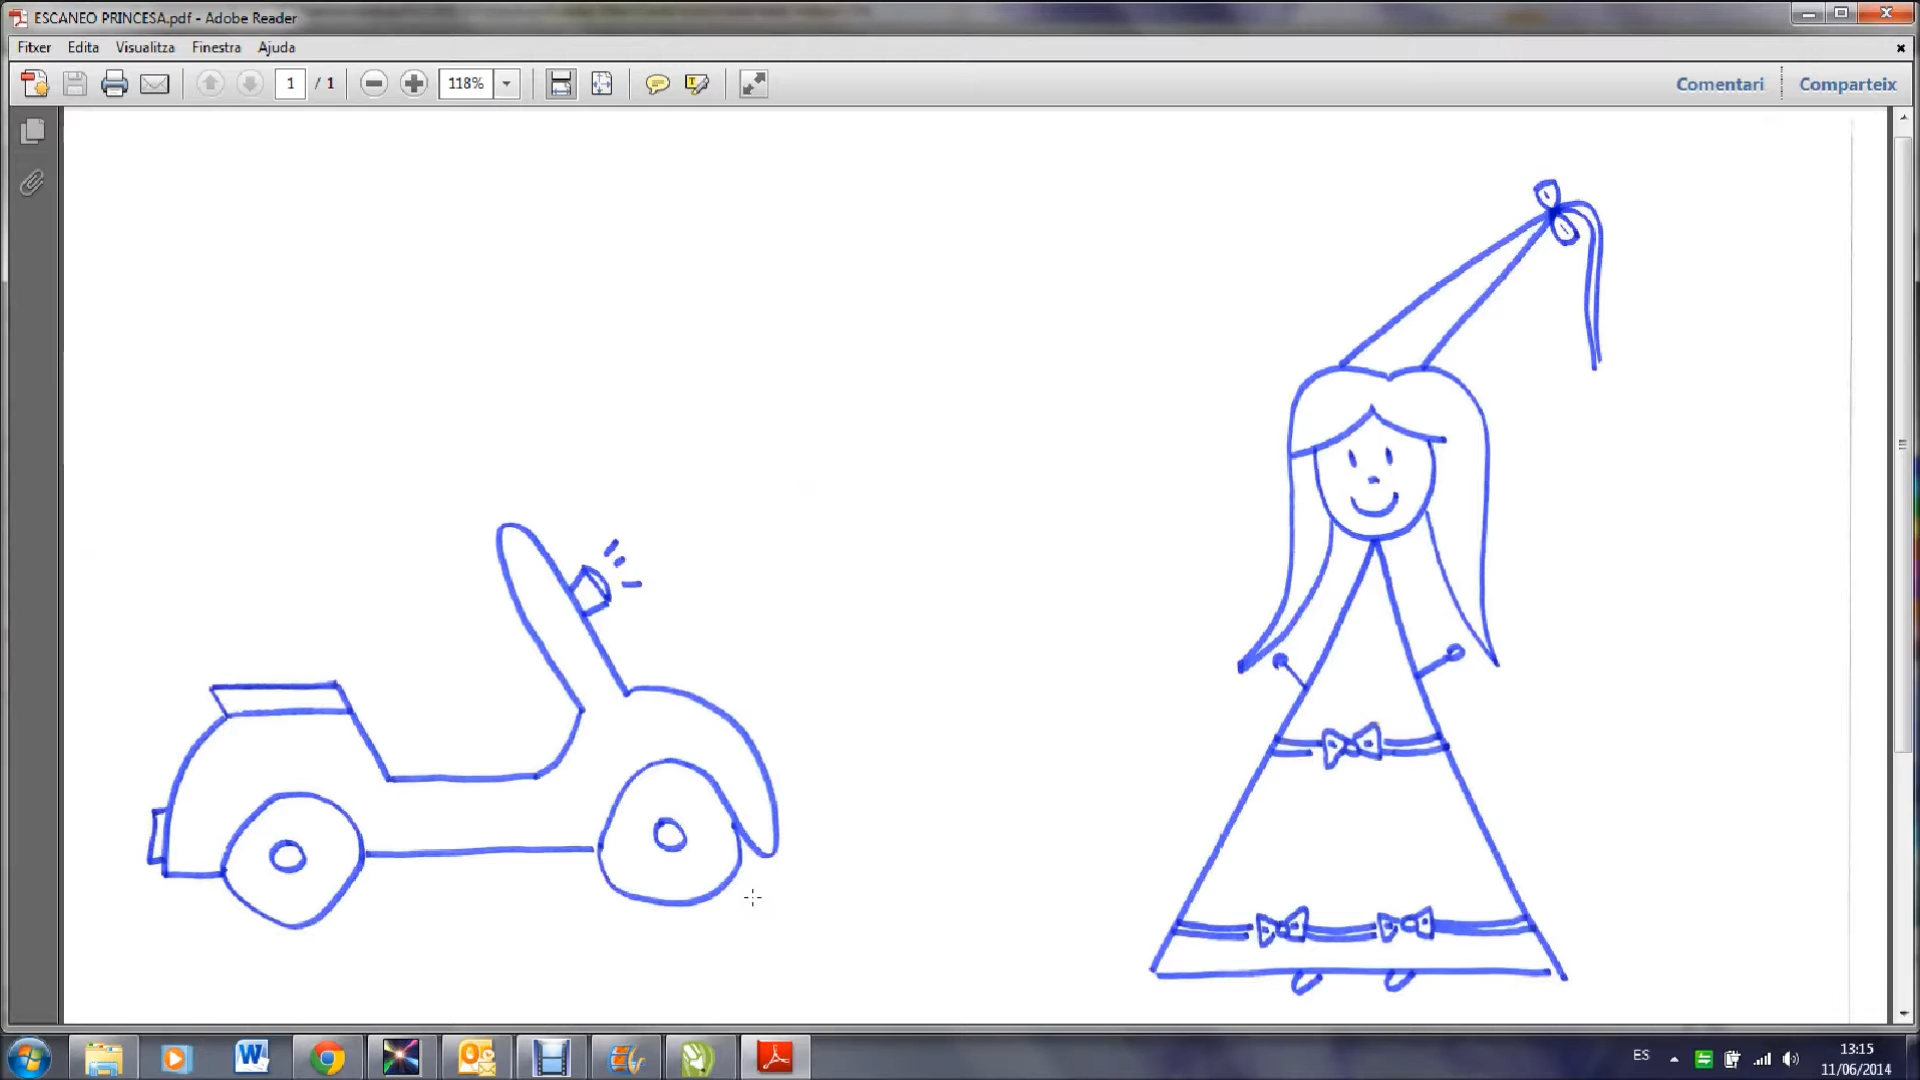 ESCANEO PRINCESA.pdf - Adobe Reader
Fitxer Edita Visualitza Finestra Ajuda
1 / 1 118% Comentari Comparteix
ES 13:15
11/06/2014